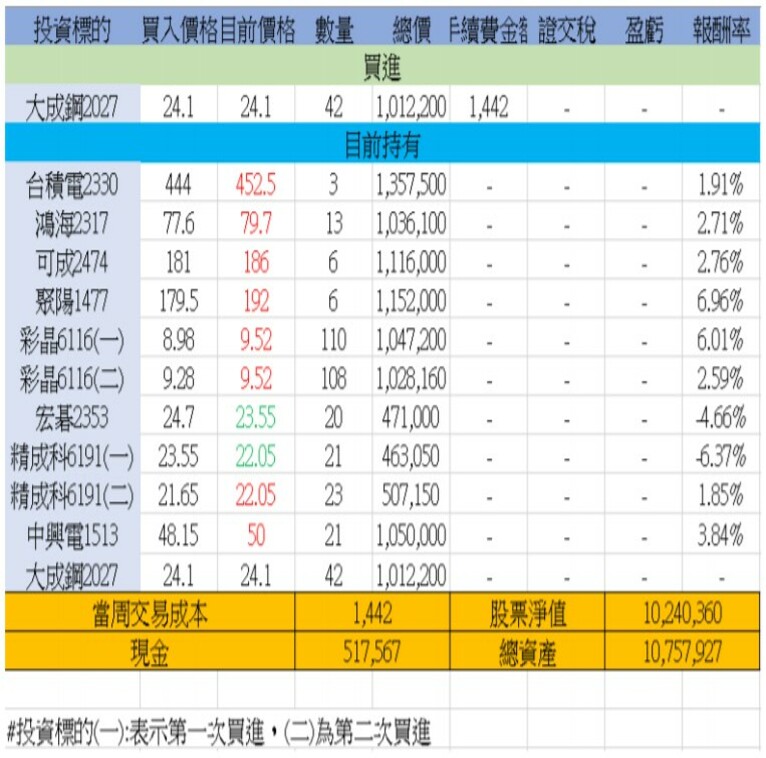 投資標的 買入價格 目前價格 數量 總價 手續費金額 證交稅 盈虧 報酬率
買進
大成鋼2027 24.1 24.1 42 1,012,200 1,442 - - -
目前持有
台積電2330 444 452.5 3 1,357,500 - - - 1.91%
鴻海2317 77.6 79.7 13 1,036,100 - - - 2.71%
可成2474 181 186 6 1,116,000 - - - 2.76%
聚陽1477 179.5 192 6 1,152,000 - - - 6.96%
彩晶6116(一) 8.98 9.52 110 1,047,200 - - - 6.01%
彩晶6116(二) 9.28 9.52 108 1,028,160 - - - 2.59%
宏碁2353 24.7 23.55 20 471,000 - - - -4.66%
精成科6191(一) 23.55 22.05 21 463,050 - - - -6.37%
精成科6191(二) 21.65 22.05 23 507,150 - - - 1.85%
中興電1513 48.15 50 21 1,050,000 - - - 3.84%
大成鋼2027 24.1 24.1 42 1,012,200 - - - -
當周交易成本 1,442 股票淨值 10,240,360
現金 517,567 總資產 10,757,927
#投資標的(一):表示第一次買進，(二)為第二次買進